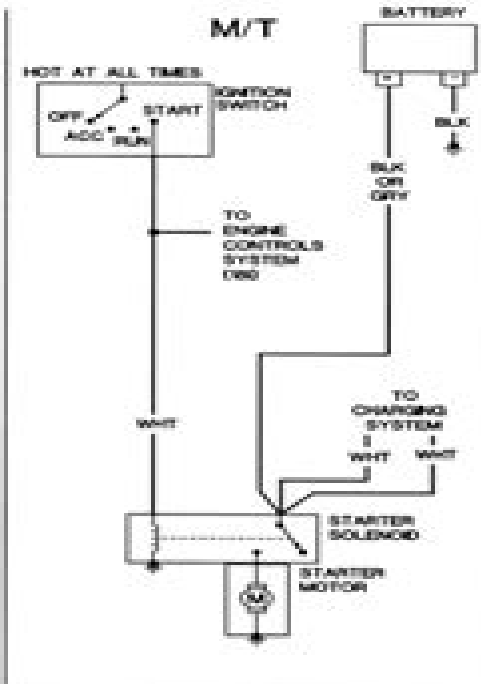 M/T
BATTERY
HOT AT ALL TIMES
IGNITION
SWITCH
OFF
START
ACC
RUN
BLK
BLK
OR
GRY
TO
ENGINE
CONTROLS
SYSTEM
TO
CHARGING
SYSTEM
WHT
WHT
WHT
STARTER
SOLENOID
STARTER
MOTOR
M